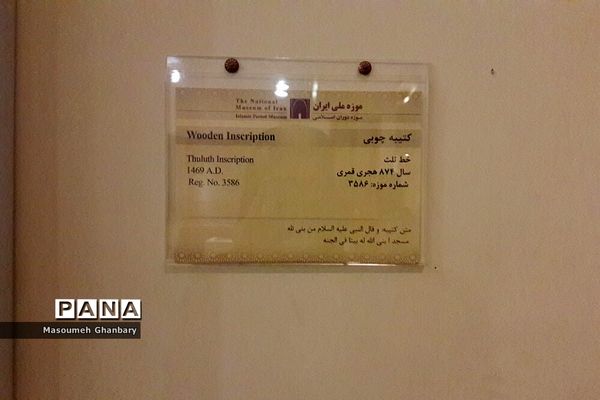 The National
Museum of Iran
Islamic Period Museum
موزه ملی ایران
موزه دوران اسلامی
Wooden Inscription
کتیبه چوبی
Thuluth Inscription
1469 A.D.
Reg. No. 3586
خط ثلث
سال ۸۷۴ هجری قمری
شماره موزه: ۳۵۸۶
متن کتیبه: و قال النبی علیه السلام من بنی لله
مسجد ا بنی الله له بیتا فی الجنه
PANA
Masoumeh Ghanbary